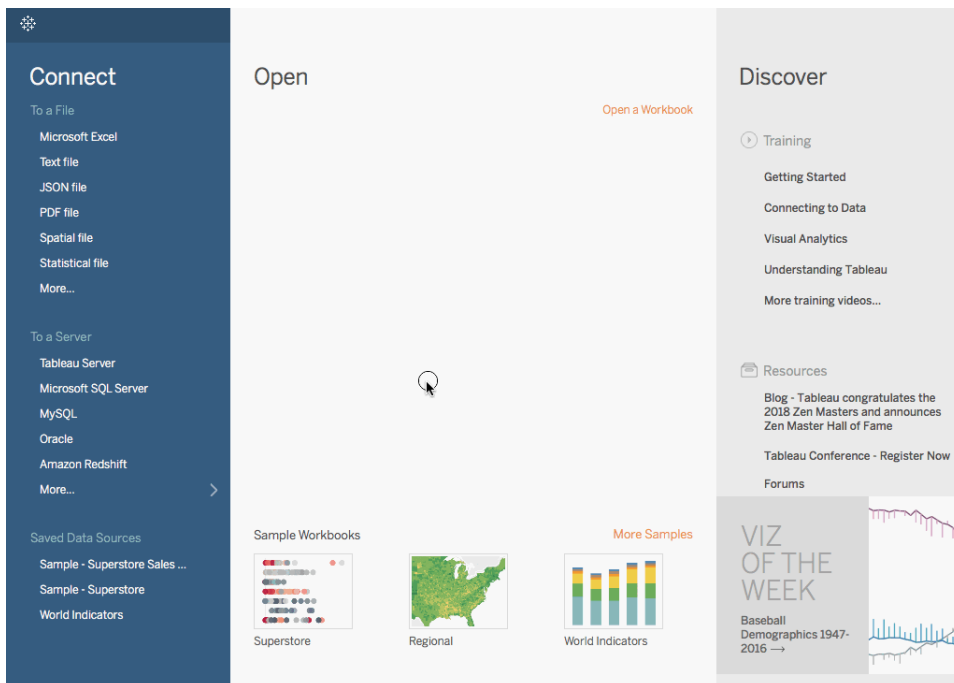 Connect
To a File
Microsoft Excel
Text file
JSON file
PDF file
Spatial file
Statistical file
More...
To a Server
Tableau Server
Microsoft SQL Server
MySQL
Oracle
Amazon Redshift
More...
Saved Data Sources
Sample - Superstore Sales ...
Sample - Superstore
World Indicators
Open
Open a Workbook
Sample Workbooks
More Samples
Superstore
Regional
World Indicators
Discover
Training
Getting Started
Connecting to Data
Visual Analytics
Understanding Tableau
More training videos...
Resources
Blog - Tableau congratulates the
2018 Zen Masters and announces
Zen Master Hall of Fame
Tableau Conference - Register Now
Forums
VIZ
OF THE
WEEK
Baseball
Demographics 1947-
2016 →